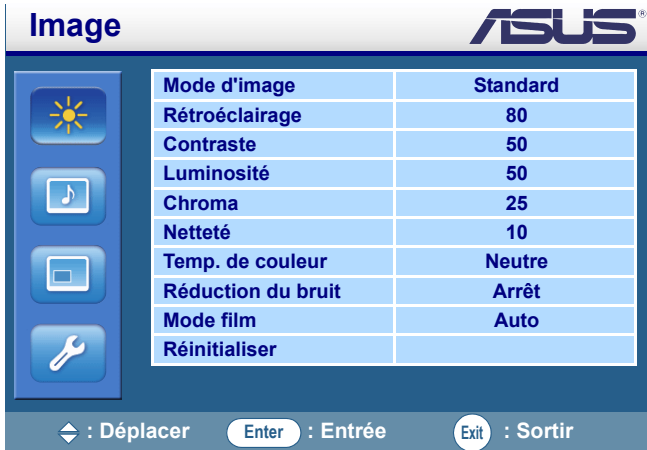 Image
ASUS®
Mode d'image Standard
Rétroéclairage 80
Contraste 50
Luminosité 50
Chroma 25
Netteté 10
Temp. de couleur Neutre
Réduction du bruit Arrêt
Mode film Auto
Réinitialiser
: Déplacer Enter : Entrée Exit : Sortir